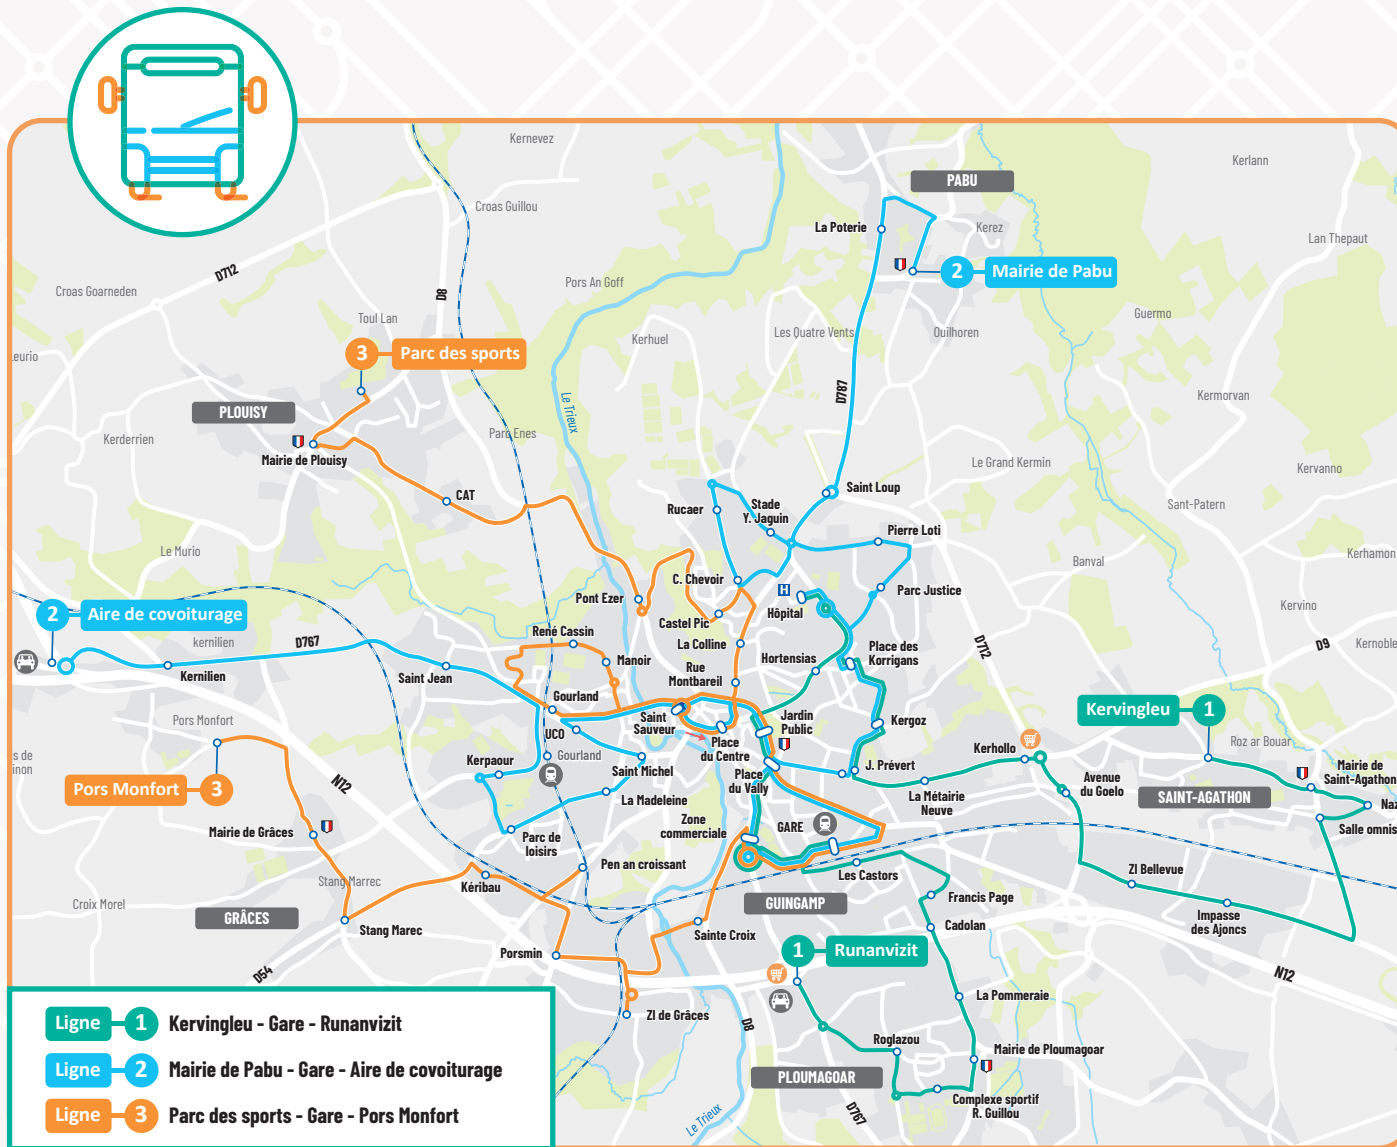 Kernevez
Kerlann
PABU
Croas Guillou
La Poterie
Kerez
Lan Thepaut
D712
2 Mairie de Pabu
Croas Goarneden
D8
Pors An Goff
Guermo
Toul Lan
Les Quatre Vents
Ouilhoren
Kerhuel
3 Parc des sports
eurio
D787
Kermorvan
PLOUISY
Le Trieux
Kerderrien
Parc Enes
Mairie de Plouisy
Le Grand Kermin
Kervanno
CAT
Saint Loup
Rucaer
Stade
Y. Jaguin
Sant-Patern
Pierre Loti
Le Murio
Banval
Kerhamon
C. Chevoir
H
Pont Ezer
Hôpital
Parc Justice
Kervino
2 Aire de covoiturage
Castel Pic
René Cassin
La Colline
kernilien
D767
D712
D9
Kernoble
Place des
Korrigans
Manoir
Hortensias
Rue
Montbareil
Kernilien
Saint Jean
Gourland
Kervingleu 1
Pors Monfort
Saint
Sauveur
Jardin
Public
Kergoz
UCO
Roz ar Bouar
s de
inon
Gourland
Place
du Centre
Kerhollo
Kerpaour
Saint Michel
J. Prévert
Mairie de
Saint-Agathon
N12
Place
du Vally
Avenue
du Goelo
Pors Monfort 3
La Madeleine
La Métairie
Neuve
SAINT-AGATHON
Naz
Mairie de Grâces
Zone
commerciale
GARE
Salle omnis
Parc de
loisirs
Pen an croissant
Les Castors
ZI Bellevue
Stang Marrec
Kéribau
Croix Morel
GUINGAMP
Francis Page
GRÂCES
Impasse
des Ajoncs
Stang Marec
Sainte Croix
Cadolan
Porsmin
1 Runanvizit
D54
N12
La Pommeraie
ZI de Grâces
D8
Roglazou
Mairie de Ploumagoar
PLOUMAGOAR
Complexe sportif
R. Guillou
D767
Le Trieux
Ligne 1 Kervingleu - Gare - Runanvizit
Ligne 2 Mairie de Pabu - Gare - Aire de covoiturage
Ligne 3 Parc des sports - Gare - Pors Monfort